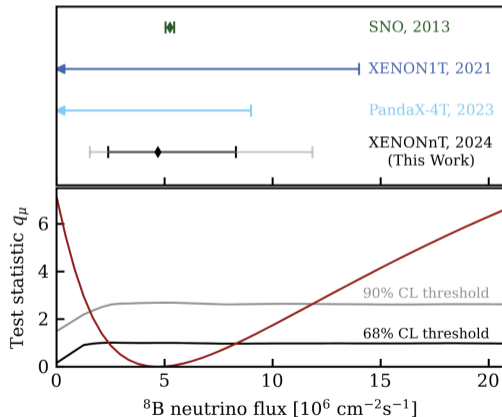 SNO, 2013
XENON1T, 2021
PandaX-4T, 2023
XENONnT, 2024
(This Work)
Test statistic qμ
6
4
2
0
90% CL threshold
68% CL threshold
0 5 10 15 20
⁸B neutrino flux [10⁶ cm⁻²s⁻¹]